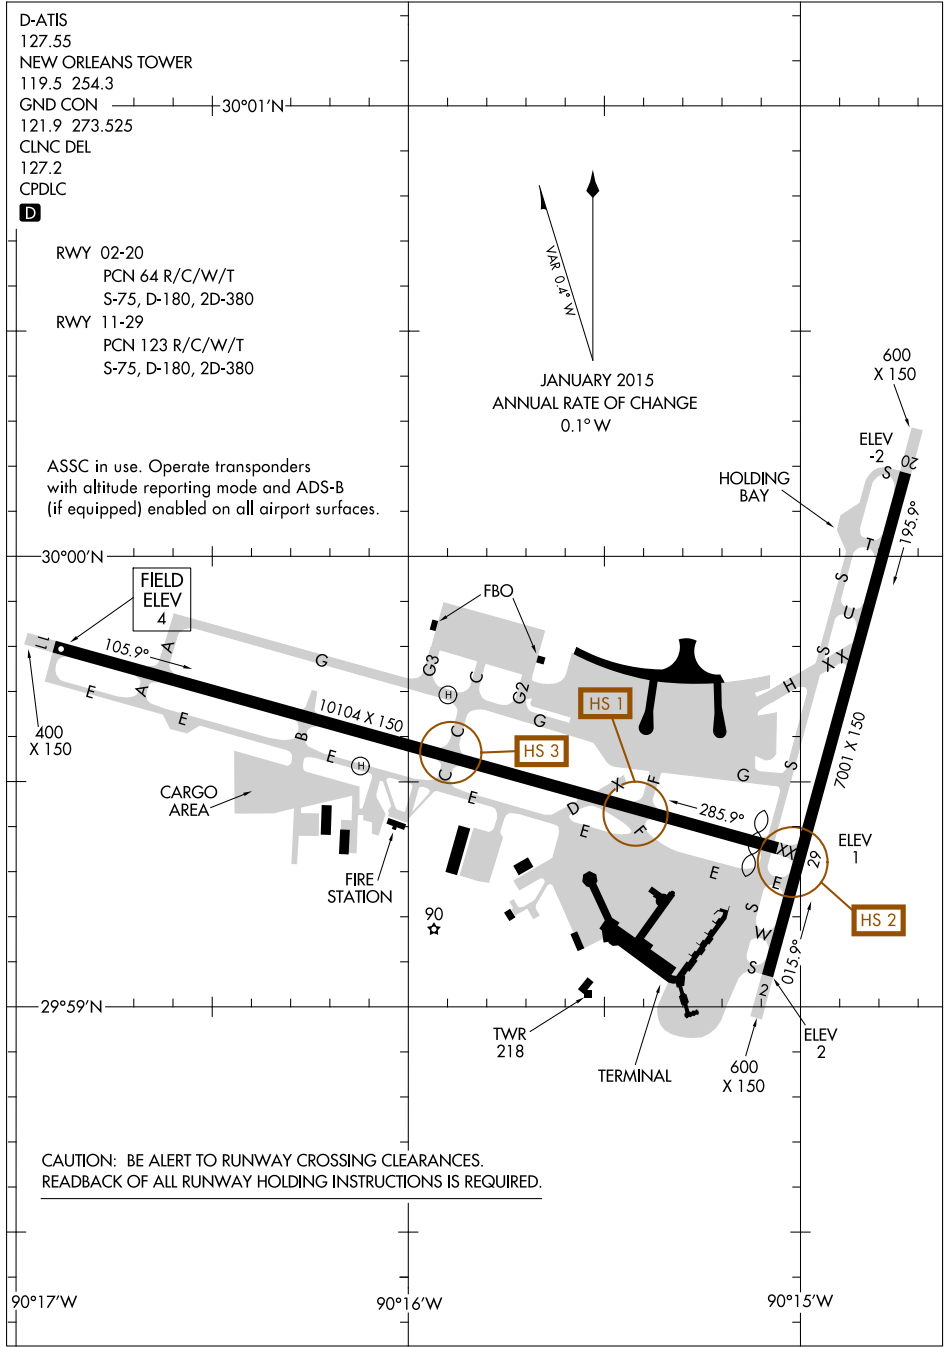 D-ATIS
127.55
NEW ORLEANS TOWER
119.5 254.3
GND CON
121.9 273.525
CLNC DEL
127.2
CPDLC
D
30°01'N
RWY 02-20
PCN 64 R/C/W/T
S-75, D-180, 2D-380
RWY 11-29
PCN 123 R/C/W/T
S-75, D-180, 2D-380
VAR 0.4° W
JANUARY 2015
ANNUAL RATE OF CHANGE
0.1° W
ASSC in use. Operate transponders
with altitude reporting mode and ADS-B
(if equipped) enabled on all airport surfaces.
600
X 150
ELEV
-2
20
S
HOLDING
BAY
195.9°
T
S
U
S
X
X
H
30°00'N
FIELD
ELEV
4
11
105.9°
A
A
G
E
E
400
X 150
FBO
G3
C
G2
G
H
10104 X 150
B
E
H
C
C
HS 3
HS 1
E
X
F
G
S
7001 X 150
CARGO
AREA
D
E
F
285.9°
E
XX
29
E
ELEV
1
HS 2
FIRE
STATION
90
S
W
S
015.9°
2
29°59'N
TWR
218
TERMINAL
600
X 150
ELEV
2
CAUTION: BE ALERT TO RUNWAY CROSSING CLEARANCES.
READBACK OF ALL RUNWAY HOLDING INSTRUCTIONS IS REQUIRED.
90°17'W
90°16'W
90°15'W